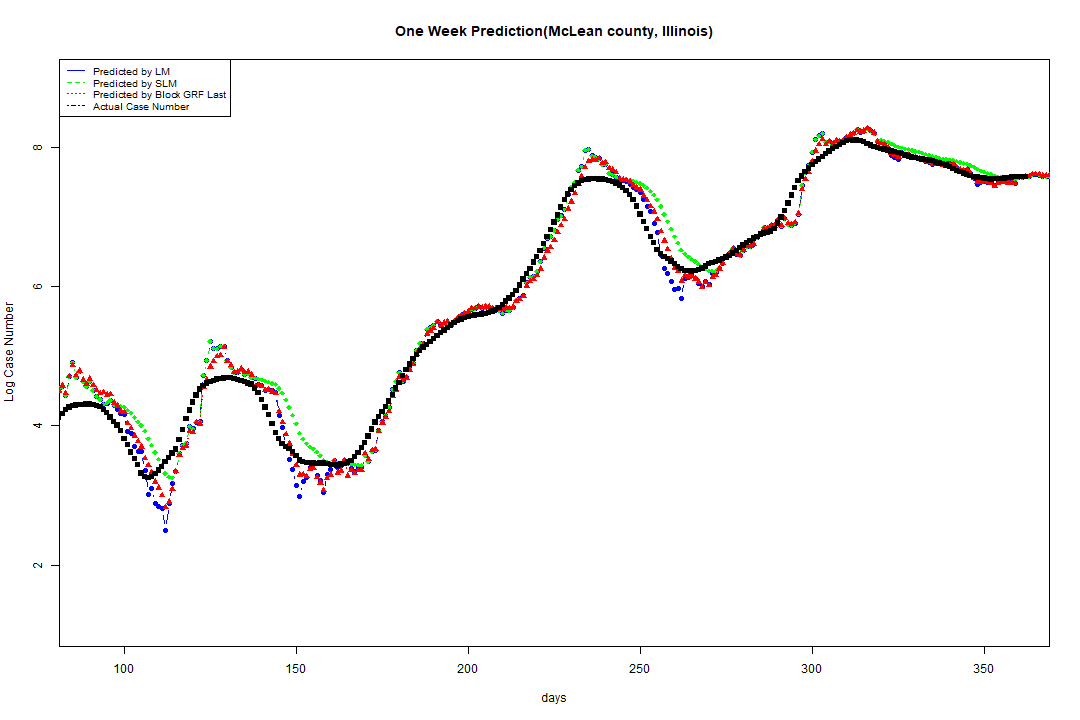 One Week Prediction(McLean county, Illinois)
Predicted by LM
Predicted by SLM
Predicted by Block GRF Last
Actual Case Number
8
6
4
2
Log Case Number
100 150 200 250 300 350
days